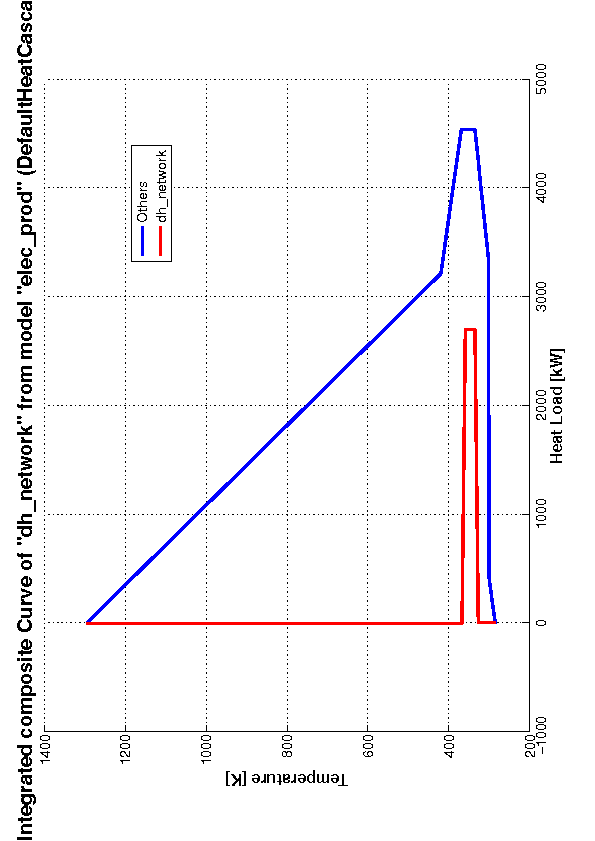 Integrated composite Curve of "dh_network" from model "elec_prod" (DefaultHeatCasca
Others
dh_network
1400
1200
1000
800
600
400
200
Temperature [K]
-1000
0
1000
2000
3000
4000
5000
Heat Load [kW]